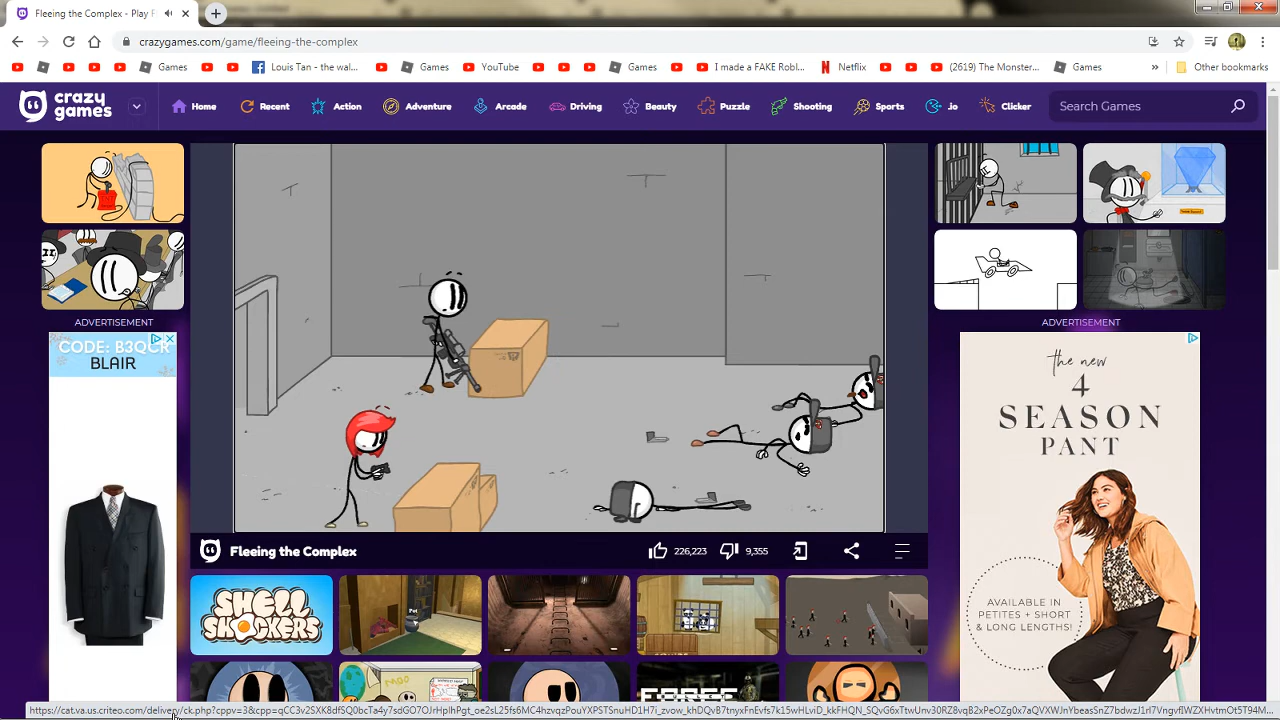 Fleeing the Complex - Play F
crazygames.com/game/fleeing-the-complex
Games
Louis Tan - the wal...
Games
YouTube
Games
I made a FAKE Robl...
Netflix
(2619) The Monster...
Games
»
Other bookmarks
crazy games
Home
Recent
Action
Adventure
Arcade
Driving
Beauty
Puzzle
Shooting
Sports
.io
Clicker
Search Games
ADVERTISEMENT
CODE: B3QCR
BLAIR
ADVERTISEMENT
the new
4
SEASON
PANT
AVAILABLE IN
PETITES + SHORT
& LONG LENGTHS!
Fleeing the Complex
226,223
9,355
SHELL
SHOCKERS